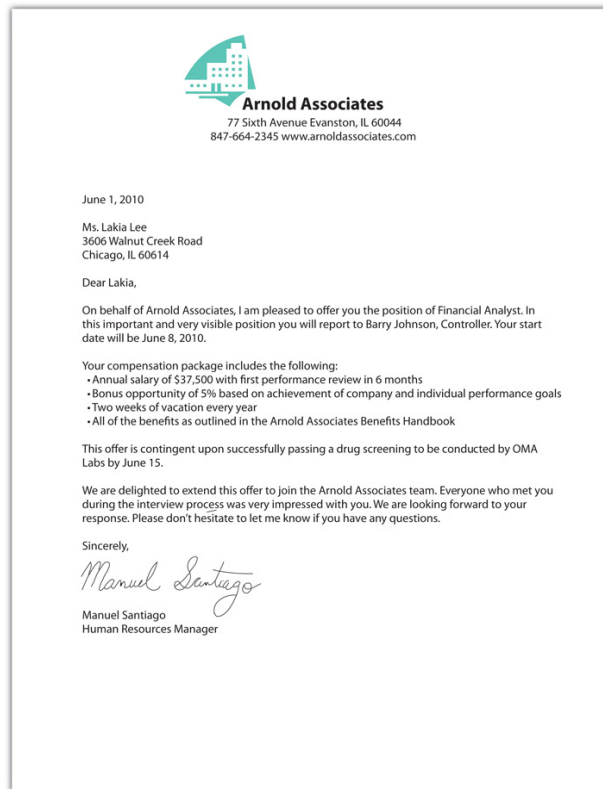 Arnold Associates
77 Sixth Avenue Evanston, IL 60044
847-664-2345 www.arnoldassociates.com
June 1, 2010
Ms. Lakia Lee
3606 Walnut Creek Road
Chicago, IL 60614
Dear Lakia,
On behalf of Arnold Associates, I am pleased to offer you the position of Financial Analyst. In
this important and very visible position you will report to Barry Johnson, Controller. Your start
date will be June 8, 2010.
Your compensation package includes the following:
• Annual salary of $37,500 with first performance review in 6 months
• Bonus opportunity of 5% based on achievement of company and individual performance goals
• Two weeks of vacation every year
• All of the benefits as outlined in the Arnold Associates Benefits Handbook
This offer is contingent upon successfully passing a drug screening to be conducted by OMA
Labs by June 15.
We are delighted to extend this offer to join the Arnold Associates team. Everyone who met you
during the interview process was very impressed with you. We are looking forward to your
response. Please don't hesitate to let me know if you have any questions.
Sincerely,
Manuel Santiago
Manuel Santiago
Human Resources Manager